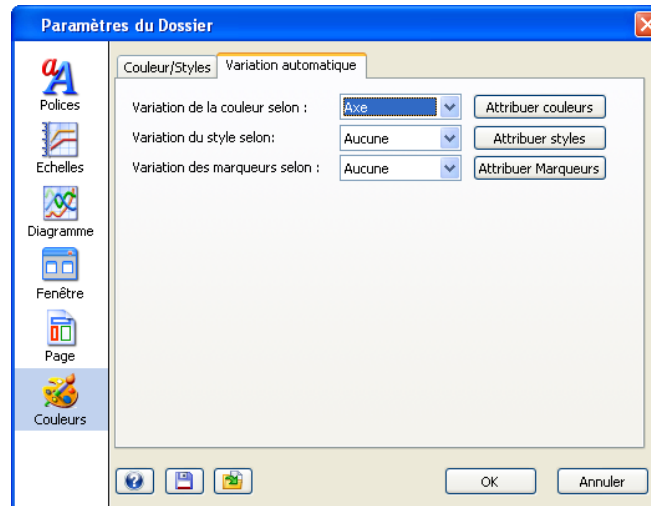 Paramètres du Dossier
Polices
Echelles
Diagramme
Fenêtre
Page
Couleurs
Couleur/Styles
Variation automatique
Variation de la couleur selon :
Axe
Attribuer couleurs
Variation du style selon:
Aucune
Attribuer styles
Variation des marqueurs selon :
Aucune
Attribuer Marqueurs
OK
Annuler